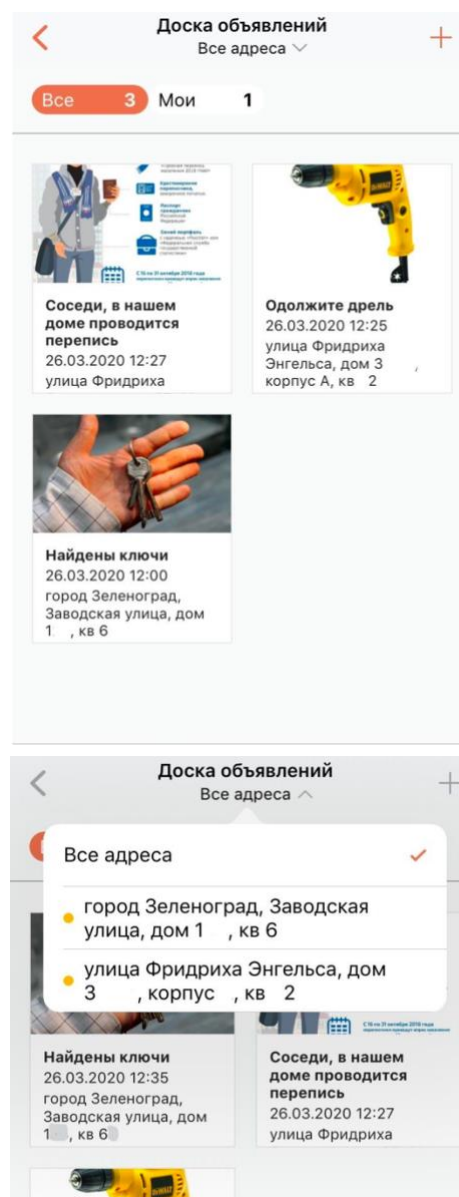 Доска объявлений
Все адреса
Все 3 Мои 1
Соседи, в нашем
доме проводится
перепись
26.03.2020 12:27
улица Фридриха
Одолжите дрель
26.03.2020 12:25
улица Фридриха
Энгельса, дом 3 ,
корпус А, кв 2
Найдены ключи
26.03.2020 12:00
город Зеленоград,
Заводская улица, дом
1 , кв 6
Доска объявлений
Все адреса
Все адреса
город Зеленоград, Заводская
улица, дом 1 , кв 6
улица Фридриха Энгельса, дом
3 , корпус , кв 2
Найдены ключи
26.03.2020 12:35
город Зеленоград,
Заводская улица, дом
1 , кв 6
Соседи, в нашем
доме проводится
перепись
26.03.2020 12:27
улица Фридриха